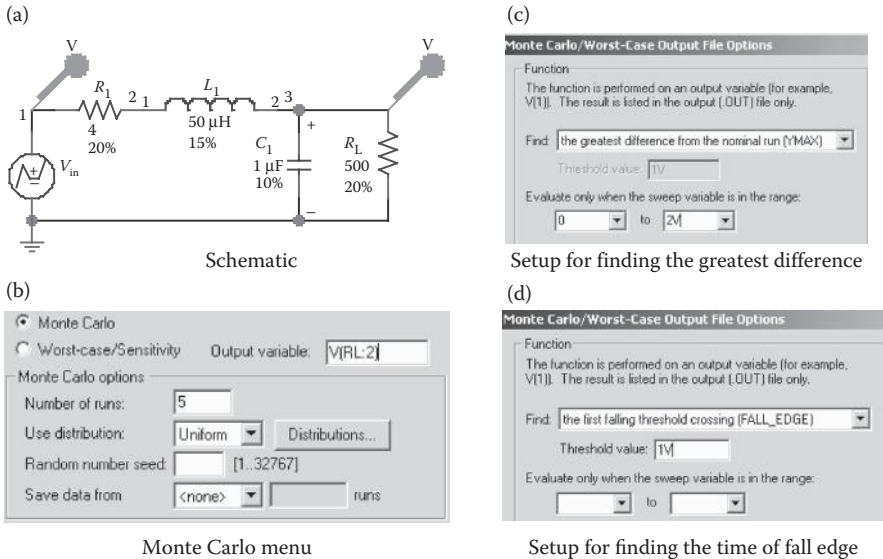 (a)
V
V
R1
L1
1
2 1
2 3
4
20%
50 μH
15%
+
C1
1 μF
10%
RL
500
20%
+
−
Vin
−
Schematic
(b)
Monte Carlo
Worst-case/Sensitivity Output variable: V(RL:2)
Monte Carlo options
Number of runs: 5
Use distribution: Uniform Distributions...
Random number seed: [1..32767]
Save data from <none> runs
Monte Carlo menu
(c)
Monte Carlo/Worst-Case Output File Options
Function
The function is performed on an output variable (for example,
V(1)). The result is listed in the output (.OUT) file only.
Find: the greatest difference from the nominal run (YMAX)
Threshold value: 1V
Evaluate only when the sweep variable is in the range:
0 to 2V
Setup for finding the greatest difference
(d)
Monte Carlo/Worst-Case Output File Options
Function
The function is performed on an output variable (for example,
V(1)). The result is listed in the output (.OUT) file only.
Find: the first falling threshold crossing (FALL_EDGE)
Threshold value: 1V
Evaluate only when the sweep variable is in the range:
to
Setup for finding the time of fall edge